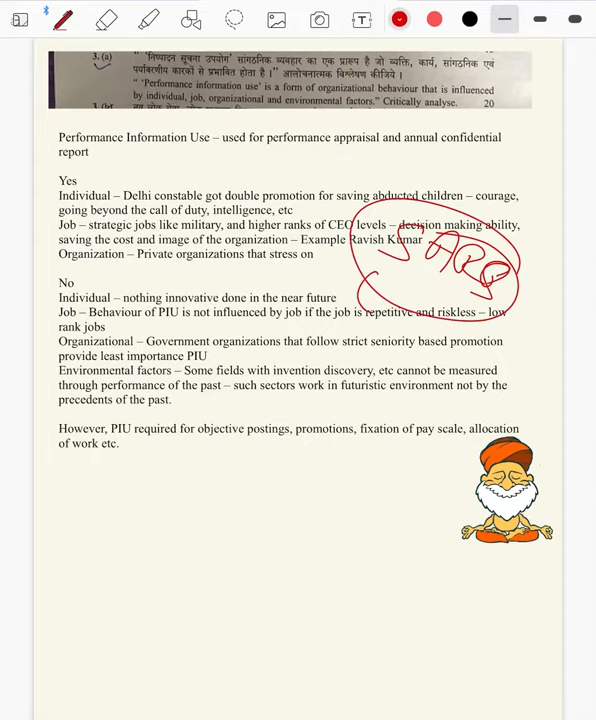 3. (a) " 'निष्पादन सूचना उपयोग' सांगठनिक व्यवहार का एक प्रारूप है जो व्यक्ति, कार्य, सांगठनिक एवं
पर्यावरणीय कारकों से प्रभावित होता है।" आलोचनात्मक विश्लेषण कीजिये।
" 'Performance information use' is a form of organizational behaviour that is influenced
by individual, job, organizational and environmental factors." Critically analyse. 20
Performance Information Use – used for performance appraisal and annual confidential
report
Yes
Individual – Delhi constable got double promotion for saving abducted children – courage,
going beyond the call of duty, intelligence, etc
Job – strategic jobs like military, and higher ranks of CEO levels – decision making ability,
saving the cost and image of the organization – Example Ravish Kumar
Organization – Private organizations that stress on
No
Individual – nothing innovative done in the near future
Job – Behaviour of PIU is not influenced by job if the job is repetitive and riskless – low
rank jobs
Organizational – Government organizations that follow strict seniority based promotion
provide least importance PIU
Environmental factors – Some fields with invention discovery, etc cannot be measured
through performance of the past – such sectors work in futuristic environment not by the
precedents of the past.
However, PIU required for objective postings, promotions, fixation of pay scale, allocation
of work etc.